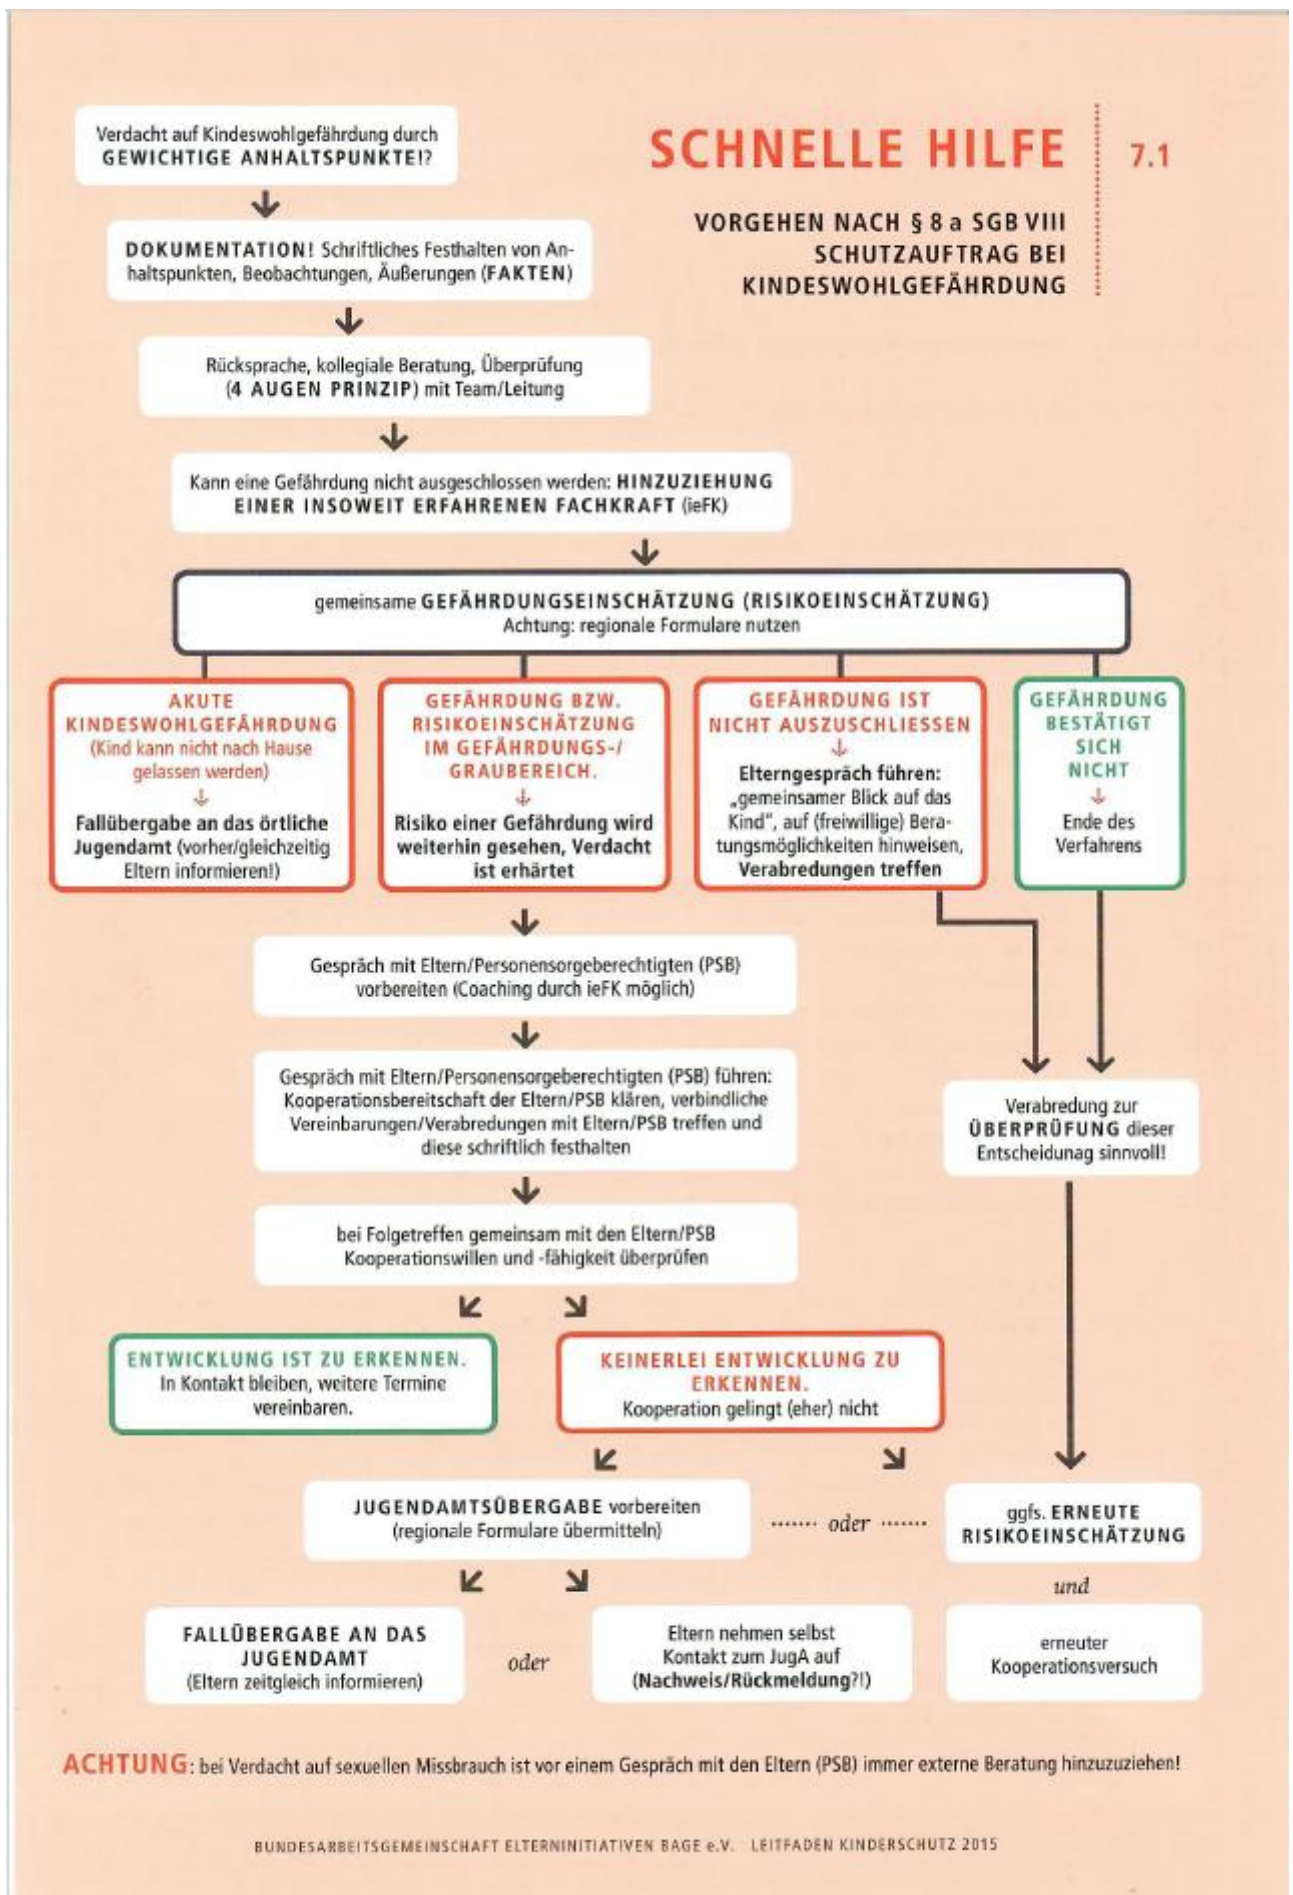 SCHNELLE HILFE
7.1
VORGEHEN NACH § 8 a SGB VIII
SCHUTZAUFTRAG BEI
KINDESWOHLGEFÄHRDUNG
Verdacht auf Kindeswohlgefährdung durch
GEWICHTIGE ANHALTSPUNKTE!?
DOKUMENTATION! Schriftliches Festhalten von An-
haltspunkten, Beobachtungen, Äußerungen (FAKTEN)
Rücksprache, kollegiale Beratung, Überprüfung
(4 AUGEN PRINZIP) mit Team/Leitung
Kann eine Gefährdung nicht ausgeschlossen werden: HINZUZIEHUNG
EINER INSOWEIT ERFAHRENEN FACHKRAFT (ieFK)
gemeinsame GEFÄHRDUNGSEINSCHÄTZUNG (RISIKOEINSCHÄTZUNG)
Achtung: regionale Formulare nutzen
AKUTE
KINDESWOHLGEFÄHRDUNG
(Kind kann nicht nach Hause
gelassen werden)
Fallübergabe an das örtliche
Jugendamt (vorher/gleichzeitig
Eltern informieren!)
GEFÄHRDUNG BZW.
RISIKOEINSCHÄTZUNG
IM GEFÄHRDUNGS-/
GRAUBEREICH.
Risiko einer Gefährdung wird
weiterhin gesehen, Verdacht
ist erhärtet
GEFÄHRDUNG IST
NICHT AUSZUSCHLIESSEN
Elterngespräch führen:
„gemeinsamer Blick auf das
Kind“, auf (freiwillige) Bera-
tungsmöglichkeiten hinweisen,
Verabredungen treffen
GEFÄHRDUNG
BESTÄTIGT
SICH
NICHT
Ende des
Verfahrens
Gespräch mit Eltern/Personensorgeberechtigten (PSB)
vorbereiten (Coaching durch ieFK möglich)
Gespräch mit Eltern/Personensorgeberechtigten (PSB) führen:
Kooperationsbereitschaft der Eltern/PSB klären, verbindliche
Vereinbarungen/Verabredungen mit Eltern/PSB treffen und
diese schriftlich festhalten
Verabredung zur
ÜBERPRÜFUNG dieser
Entscheidunag sinnvoll!
bei Folgetreffen gemeinsam mit den Eltern/PSB
Kooperationswillen und -fähigkeit überprüfen
ENTWICKLUNG IST ZU ERKENNEN.
In Kontakt bleiben, weitere Termine
vereinbaren.
KEINERLEI ENTWICKLUNG ZU
ERKENNEN.
Kooperation gelingt (eher) nicht
JUGENDAMTSÜBERGABE vorbereiten
(regionale Formulare übermitteln)
....... oder .......
ggfs. ERNEUTE
RISIKOEINSCHÄTZUNG
und
FALLÜBERGABE AN DAS
JUGENDAMT
(Eltern zeitgleich informieren)
oder
Eltern nehmen selbst
Kontakt zum JugA auf
(Nachweis/Rückmeldung?!)
erneuter
Kooperationsversuch
ACHTUNG: bei Verdacht auf sexuellen Missbrauch ist vor einem Gespräch mit den Eltern (PSB) immer externe Beratung hinzuzuziehen!
BUNDESARBEITSGEMEINSCHAFT ELTERNINITIATIVEN BAGE e.V. LEITFADEN KINDERSCHUTZ 2015